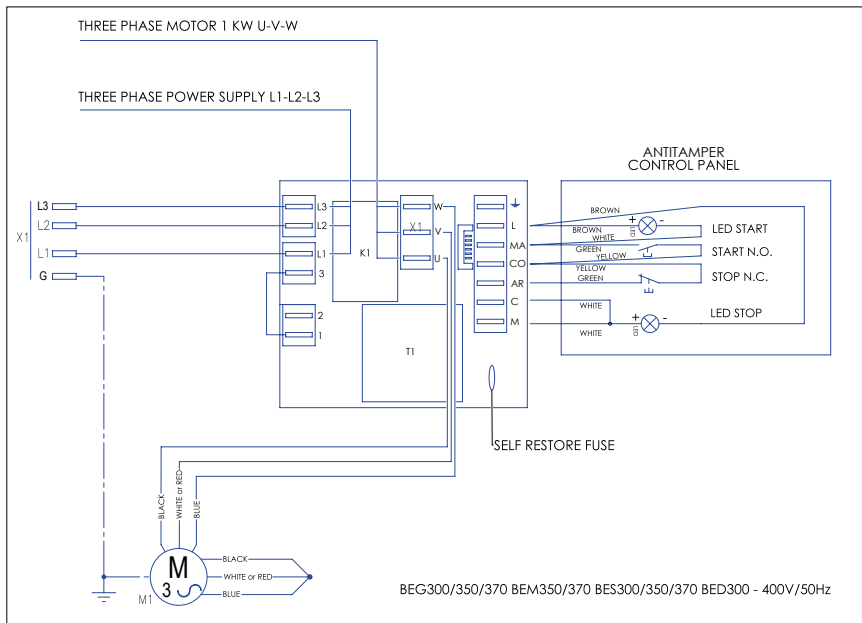 THREE PHASE MOTOR 1 KW U-V-W
THREE PHASE POWER SUPPLY L1-L2-L3
ANTITAMPER
CONTROL PANEL
X1
L3
L2
L1
G
L3
L2
L1
3
2
1
K1
T1
X1
W
V
U
L
MA
CO
AR
C
M
BROWN
BROWN
WHITE
GREEN
YELLOW
YELLOW
GREEN
WHITE
WHITE
+
-
LED
+
-
LED
LED START
START N.O.
STOP N.C.
LED STOP
SELF RESTORE FUSE
BLACK
WHITE or RED
BLUE
M
3
M1
BLACK
WHITE or RED
BLUE
BEG300/350/370 BEM350/370 BES300/350/370 BED300 - 400V/50Hz